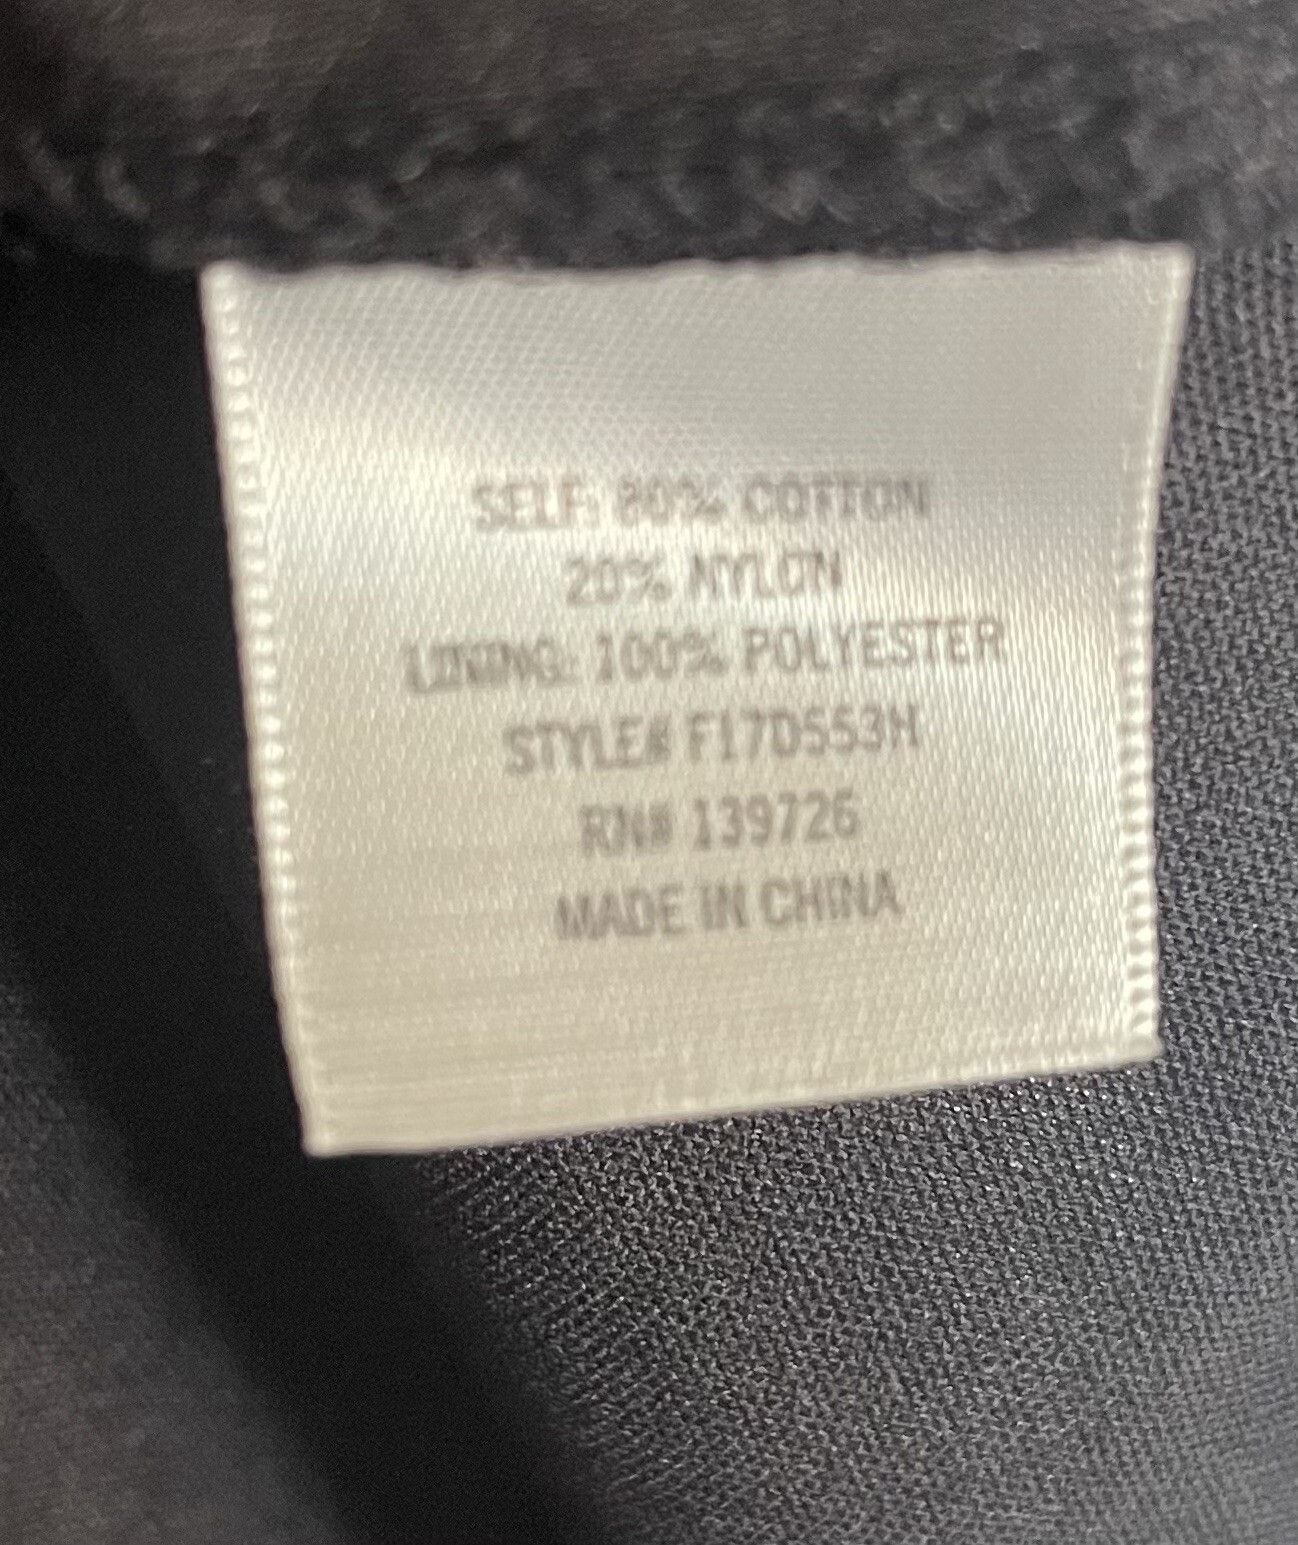 SELF: 80% COTTON
20% NYLON
LINING: 100% POLYESTER
STYLE# F17D553H
RN# 139726
MADE IN CHINA